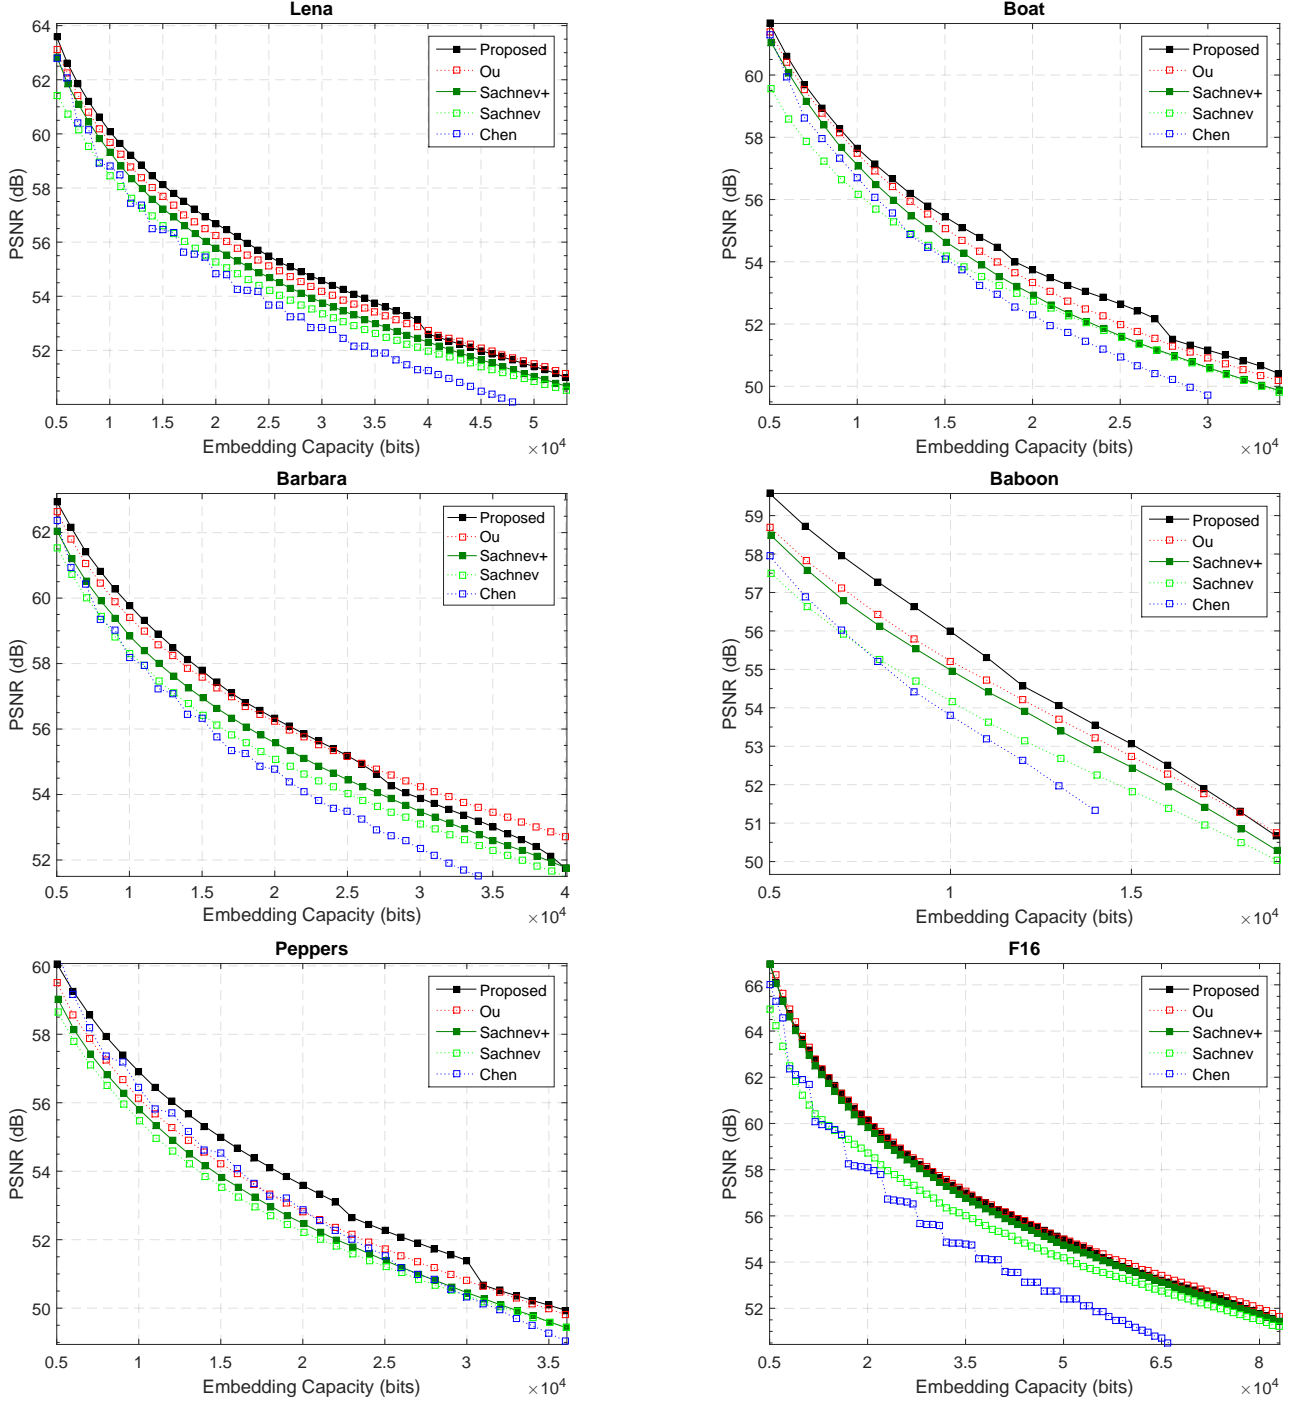 Lena
64
62
60
58
56
54
52
PSNR (dB)
0.5 1 1.5 2 2.5 3 3.5 4 4.5 5
Embedding Capacity (bits)
×10^4
Proposed
Ou
Sachnev+
Sachnev
Chen
Boat
60
58
56
54
52
50
PSNR (dB)
0.5 1 1.5 2 2.5 3
Embedding Capacity (bits)
×10^4
Proposed
Ou
Sachnev+
Sachnev
Chen
Barbara
62
60
58
56
54
52
PSNR (dB)
0.5 1 1.5 2 2.5 3 3.5 4
Embedding Capacity (bits)
×10^4
Proposed
Ou
Sachnev+
Sachnev
Chen
Baboon
59
58
57
56
55
54
53
52
51
50
PSNR (dB)
0.5 1 1.5
Embedding Capacity (bits)
×10^4
Proposed
Ou
Sachnev+
Sachnev
Chen
Peppers
60
58
56
54
52
50
PSNR (dB)
0.5 1 1.5 2 2.5 3 3.5
Embedding Capacity (bits)
×10^4
Proposed
Ou
Sachnev+
Sachnev
Chen
F16
66
64
62
60
58
56
54
52
PSNR (dB)
0.5 2 3.5 5 6.5 8
Embedding Capacity (bits)
×10^4
Proposed
Ou
Sachnev+
Sachnev
Chen